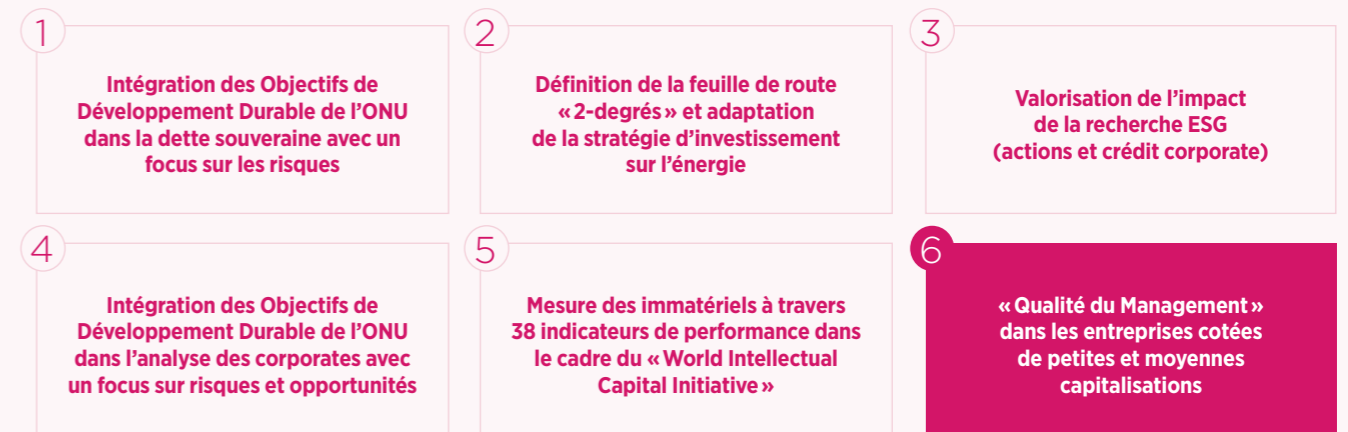 1
Intégration des Objectifs de
Développement Durable de l’ONU
dans la dette souveraine avec un
focus sur les risques
2
Définition de la feuille de route
« 2-degrés » et adaptation
de la stratégie d’investissement
sur l’énergie
3
Valorisation de l’impact
de la recherche ESG
(actions et crédit corporate)
4
Intégration des Objectifs de
Développement Durable de l’ONU
dans l’analyse des corporates avec
un focus sur risques et opportunités
5
Mesure des immatériels à travers
38 indicateurs de performance dans
le cadre du « World Intellectual
Capital Initiative »
6
« Qualité du Management »
dans les entreprises cotées
de petites et moyennes
capitalisations